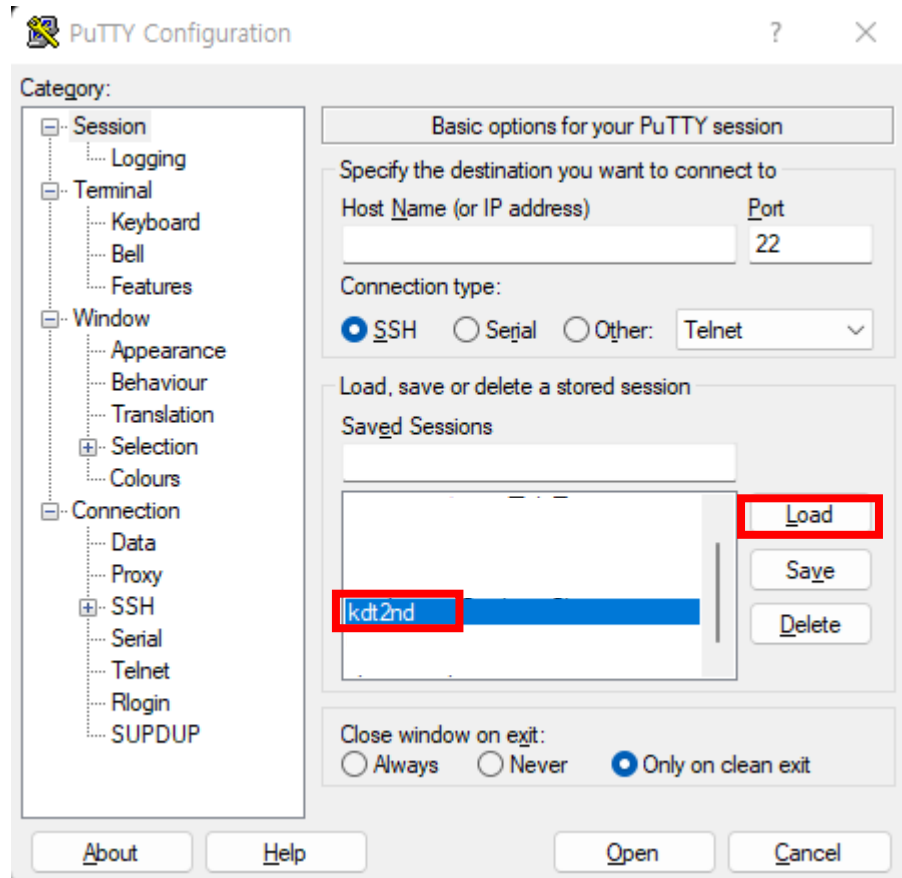 PuTTY Configuration
?
Category:
Session
Logging
Terminal
Keyboard
Bell
Features
Window
Appearance
Behaviour
Translation
Selection
Colours
Connection
Data
Proxy
SSH
Serial
Telnet
Rlogin
SUPDUP
Basic options for your PuTTY session
Specify the destination you want to connect to
Host Name (or IP address) Port
22
Connection type:
SSH Serial Other: Telnet
Load, save or delete a stored session
Saved Sessions
Load
Save
kdt2nd
Delete
Close window on exit:
Always Never Only on clean exit
About Help Open Cancel